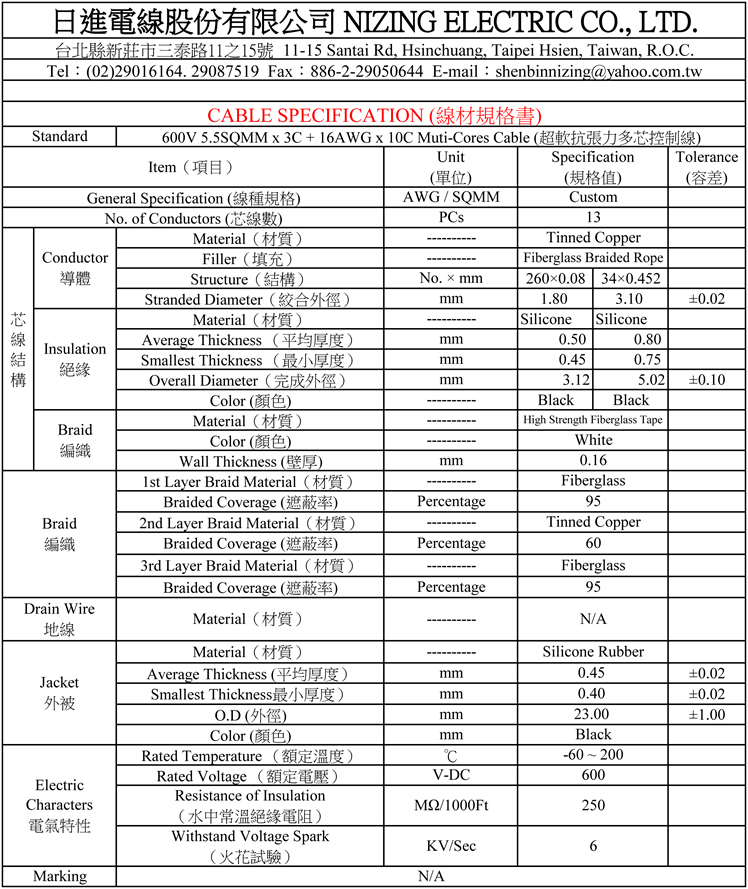 日進電線股份有限公司 NIZING ELECTRIC CO., LTD.
台北縣新莊市三泰路11之15號 11-15 Santai Rd, Hsinchuang, Taipei Hsien, Taiwan, R.O.C.
Tel：(02)29016164. 29087519 Fax：886-2-29050644 E-mail：shenbinnizing@yahoo.com.tw
CABLE SPECIFICATION (線材規格書)
Standard 600V 5.5SQMM x 3C + 16AWG x 10C Muti-Cores Cable (超軟抗張力多芯控制線)
Item（項目） Unit (單位) Specification (規格值) Tolerance (容差)
General Specification (線種規格) AWG / SQMM Custom
No. of Conductors (芯線數) PCs 13
芯線結構
Conductor 導體
Material（材質） ---------- Tinned Copper
Filler（填充） ---------- Fiberglass Braided Rope
Structure（結構） No. × mm 260×0.08 34×0.452
Stranded Diameter（絞合外徑） mm 1.80 3.10 ±0.02
Insulation 絕緣
Material（材質） ---------- Silicone Silicone
Average Thickness （平均厚度） mm 0.50 0.80
Smallest Thickness （最小厚度） mm 0.45 0.75
Overall Diameter（完成外徑） mm 3.12 5.02 ±0.10
Color (顏色) ---------- Black Black
Braid 編織
Material（材質） ---------- High Strength Fiberglass Tape
Color (顏色) ---------- White
Wall Thickness (壁厚) mm 0.16
Braid 編織
1st Layer Braid Material（材質） ---------- Fiberglass
Braided Coverage (遮蔽率) Percentage 95
2nd Layer Braid Material（材質） ---------- Tinned Copper
Braided Coverage (遮蔽率) Percentage 60
3rd Layer Braid Material（材質） ---------- Fiberglass
Braided Coverage (遮蔽率) Percentage 95
Drain Wire 地線
Material（材質） ---------- N/A
Jacket 外被
Material（材質） ---------- Silicone Rubber
Average Thickness (平均厚度） mm 0.45 ±0.02
Smallest Thickness最小厚度） mm 0.40 ±0.02
O.D (外徑) mm 23.00 ±1.00
Color (顏色) mm Black
Electric Characters 電氣特性
Rated Temperature （額定溫度） ℃ -60 ~ 200
Rated Voltage （額定電壓） V-DC 600
Resistance of Insulation （水中常溫絕緣電阻） MΩ/1000Ft 250
Withstand Voltage Spark （火花試驗） KV/Sec 6
Marking N/A